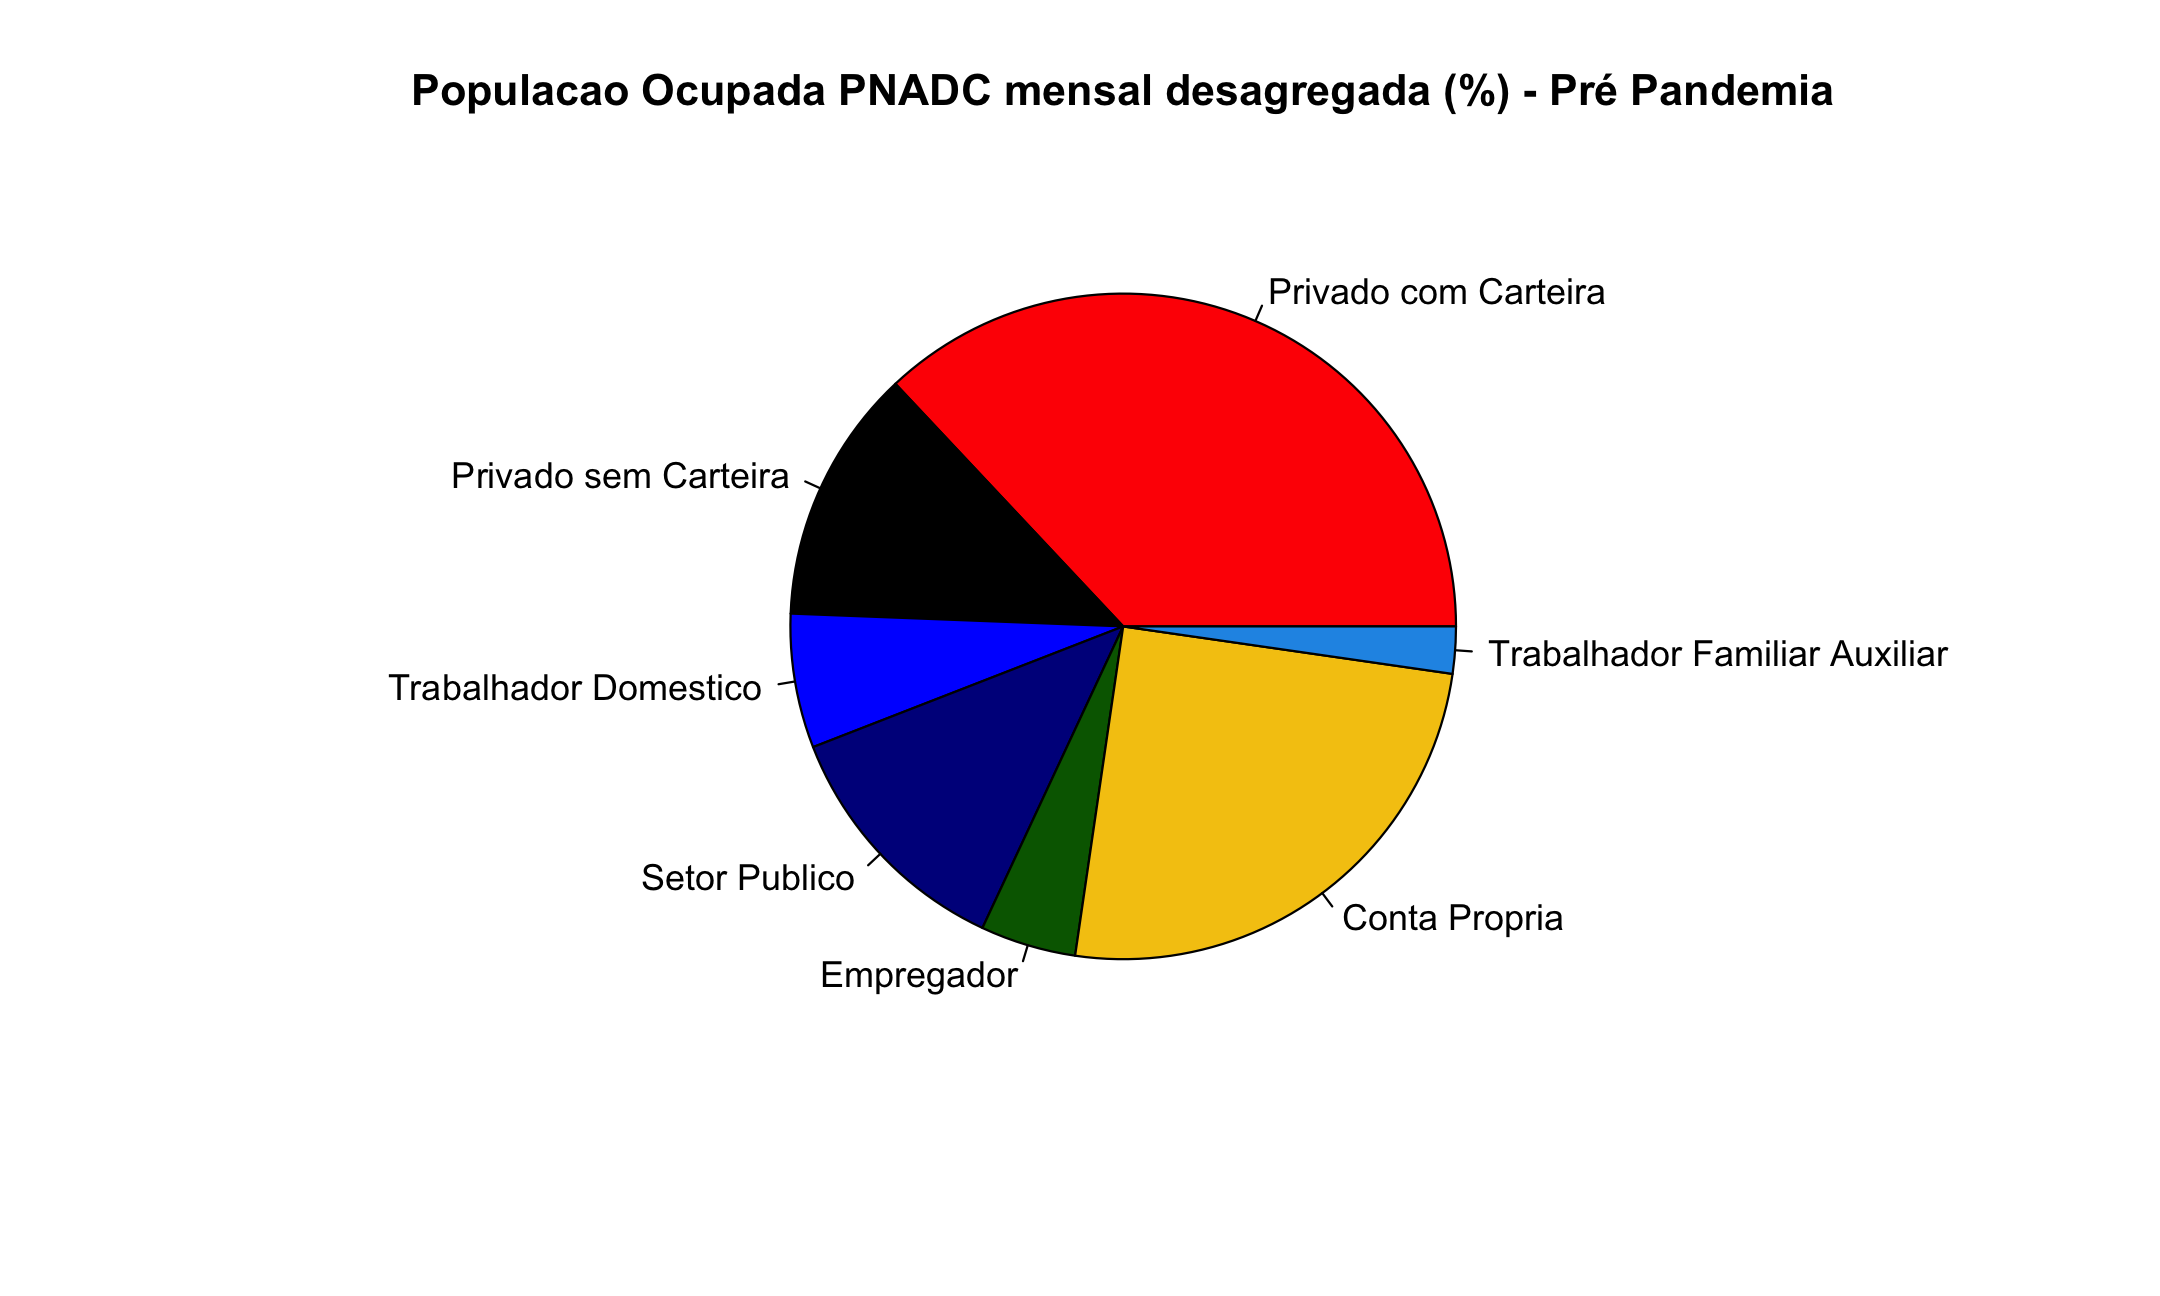 Populacao Ocupada PNADC mensal desagregada (%) - Pré Pandemia
Privado com Carteira
Privado sem Carteira
Trabalhador Familiar Auxiliar
Trabalhador Domestico
Setor Publico
Conta Propria
Empregador